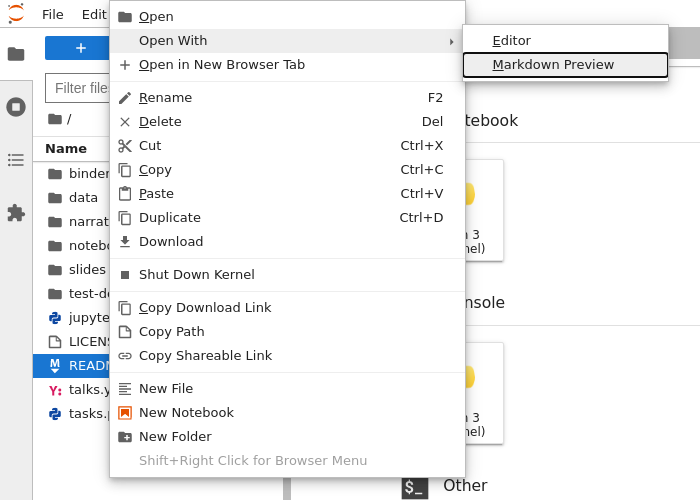 File Edit
+
Filter file
/
Name
binder
data
narrat
notebo
slides
test-d
jupyte
LICEN
READM
talks.y
tasks.p
Open
Open With
Open in New Browser Tab
Rename F2
Delete Del
Cut Ctrl+X
Copy Ctrl+C
Paste Ctrl+V
Duplicate Ctrl+D
Download
Shut Down Kernel
Copy Download Link
Copy Path
Copy Shareable Link
New File
New Notebook
New Folder
Shift+Right Click for Browser Menu
Editor
Markdown Preview
tebook
3
nel)
nsole
3
nel)
$_ Other